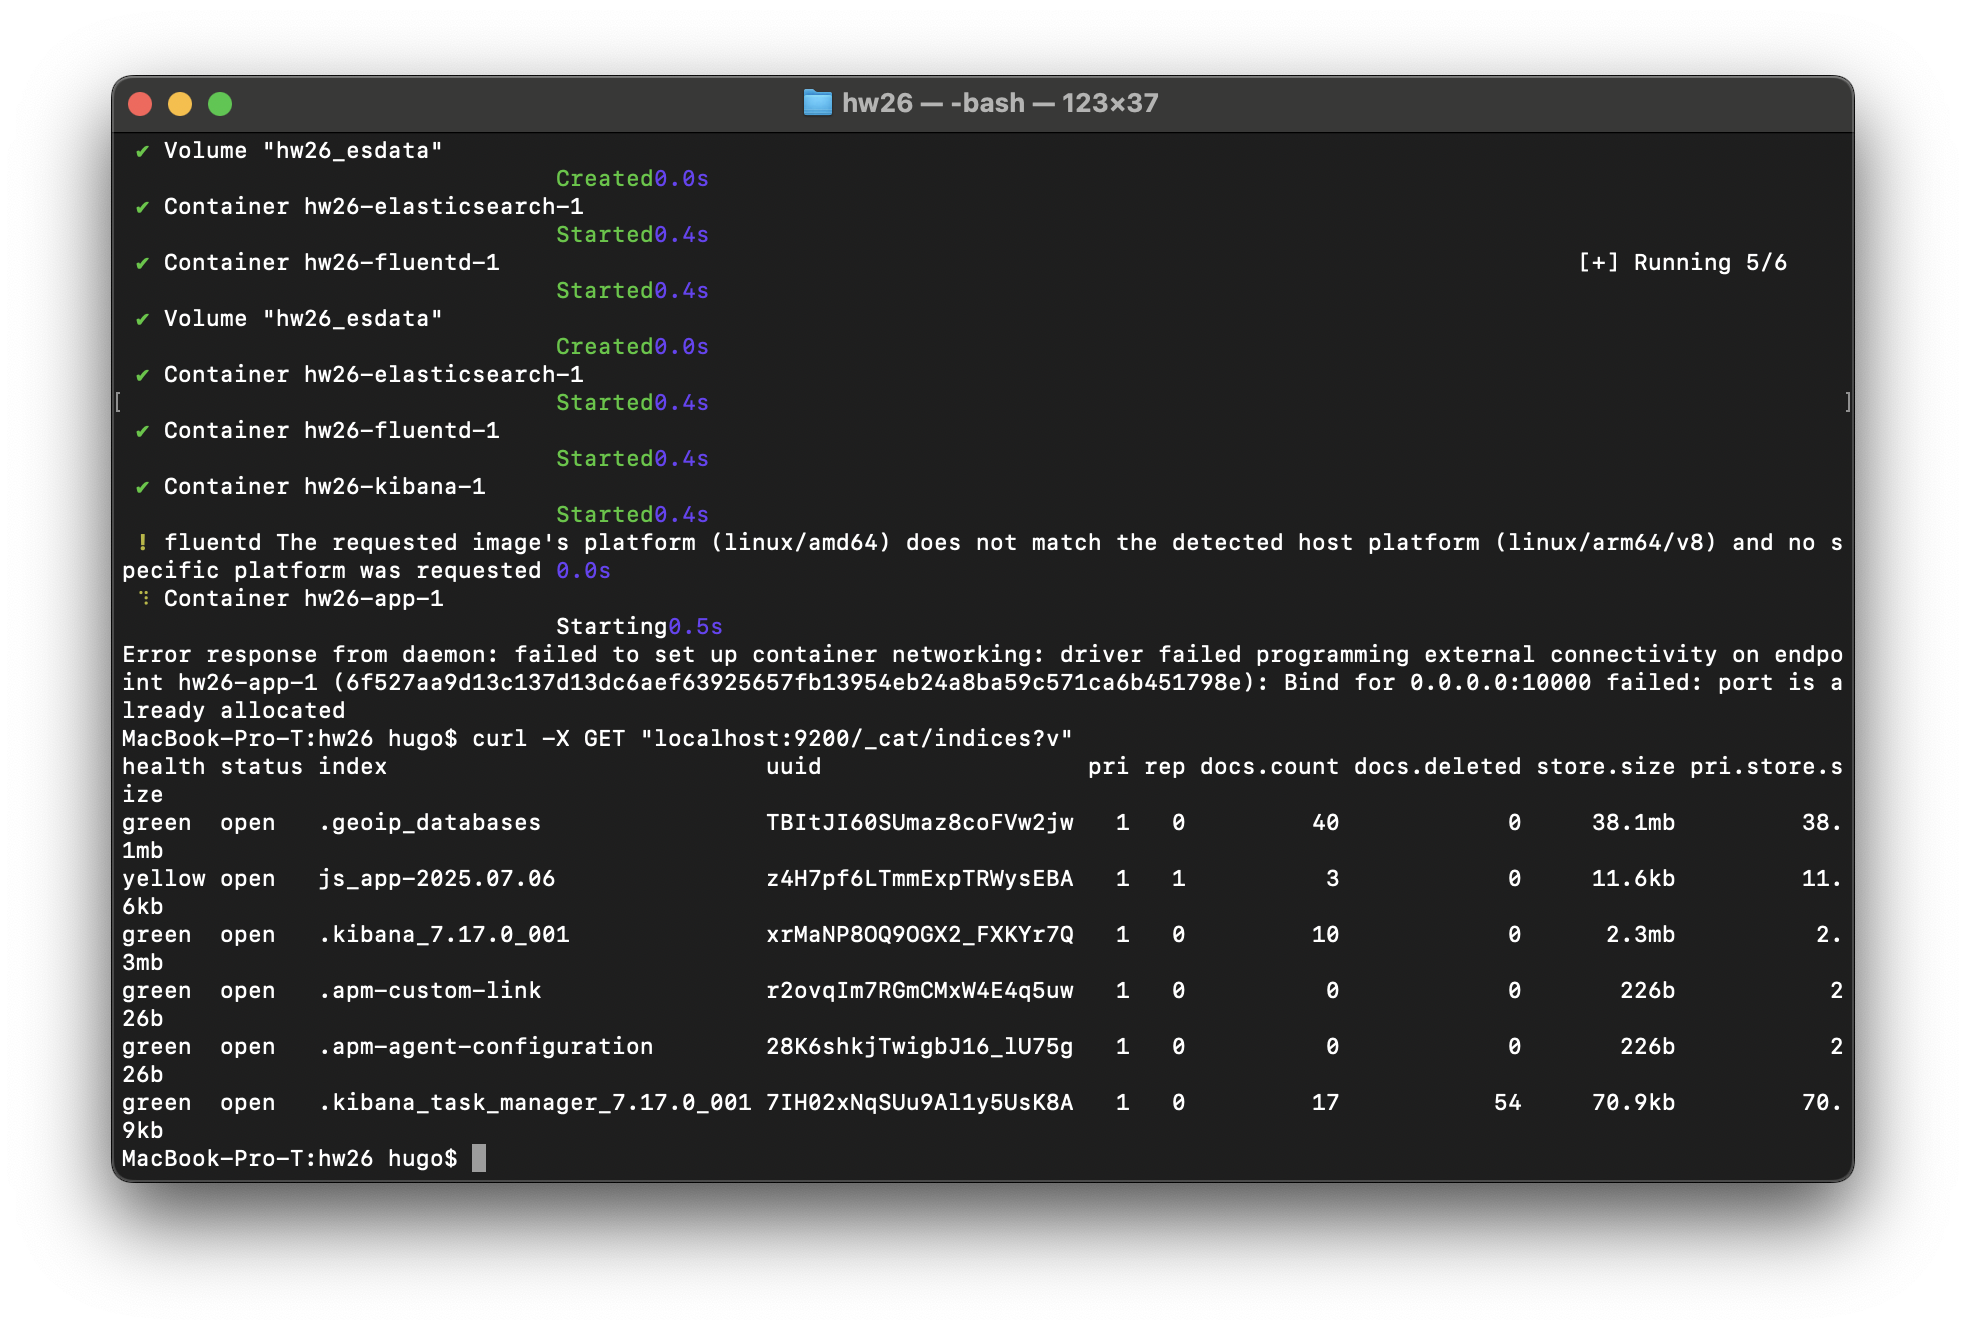 hw26 — -bash — 123×37
✔ Volume "hw26_esdata"
Created0.0s
✔ Container hw26-elasticsearch-1
Started0.4s
✔ Container hw26-fluentd-1 [+] Running 5/6
Started0.4s
✔ Volume "hw26_esdata"
Created0.0s
✔ Container hw26-elasticsearch-1
[ Started0.4s ]
✔ Container hw26-fluentd-1
Started0.4s
✔ Container hw26-kibana-1
Started0.4s
! fluentd The requested image's platform (linux/amd64) does not match the detected host platform (linux/arm64/v8) and no s
pecific platform was requested 0.0s
⠹ Container hw26-app-1
Starting0.5s
Error response from daemon: failed to set up container networking: driver failed programming external connectivity on endpo
int hw26-app-1 (6f527aa9d13c137d13dc6aef63925657fb13954eb24a8ba59c571ca6b451798e): Bind for 0.0.0.0:10000 failed: port is a
lready allocated
MacBook-Pro-T:hw26 hugo$ curl -X GET "localhost:9200/_cat/indices?v"
health status index uuid pri rep docs.count docs.deleted store.size pri.store.s
ize
green open .geoip_databases TBItJI60SUmaz8coFVw2jw 1 0 40 0 38.1mb 38.
1mb
yellow open js_app-2025.07.06 z4H7pf6LTmmExpTRWysEBA 1 1 3 0 11.6kb 11.
6kb
green open .kibana_7.17.0_001 xrMaNP8OQ9OGX2_FXKYr7Q 1 0 10 0 2.3mb 2.
3mb
green open .apm-custom-link r2ovqIm7RGmCMxW4E4q5uw 1 0 0 0 226b 2
26b
green open .apm-agent-configuration 28K6shkjTwigbJ16_lU75g 1 0 0 0 226b 2
26b
green open .kibana_task_manager_7.17.0_001 7IH02xNqSUu9Al1y5UsK8A 1 0 17 54 70.9kb 70.
9kb
MacBook-Pro-T:hw26 hugo$